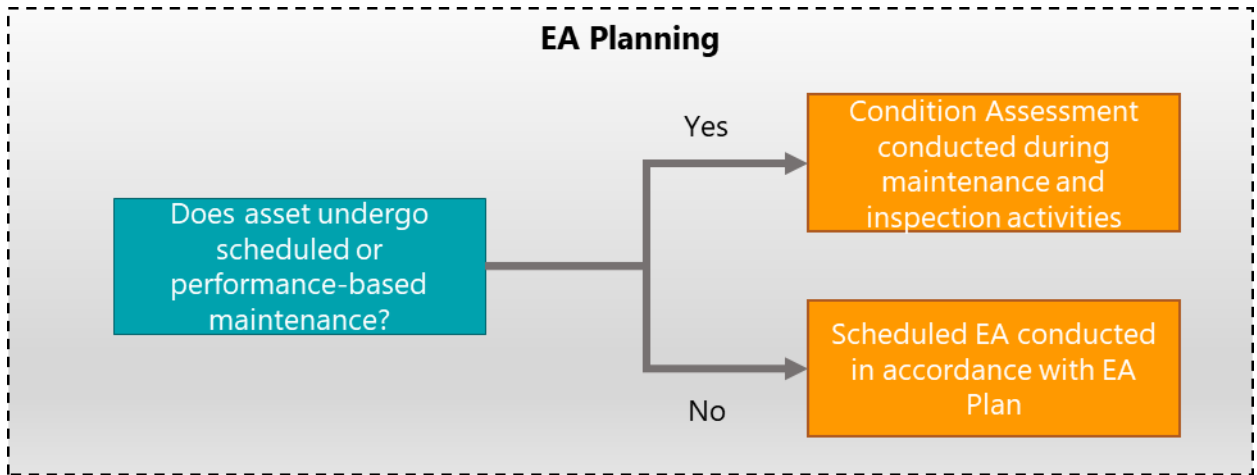 EA Planning
Does asset undergo
scheduled or
performance-based
maintenance?
Yes
Condition Assessment
conducted during
maintenance and
inspection activities
No
Scheduled EA conducted
in accordance with EA
Plan